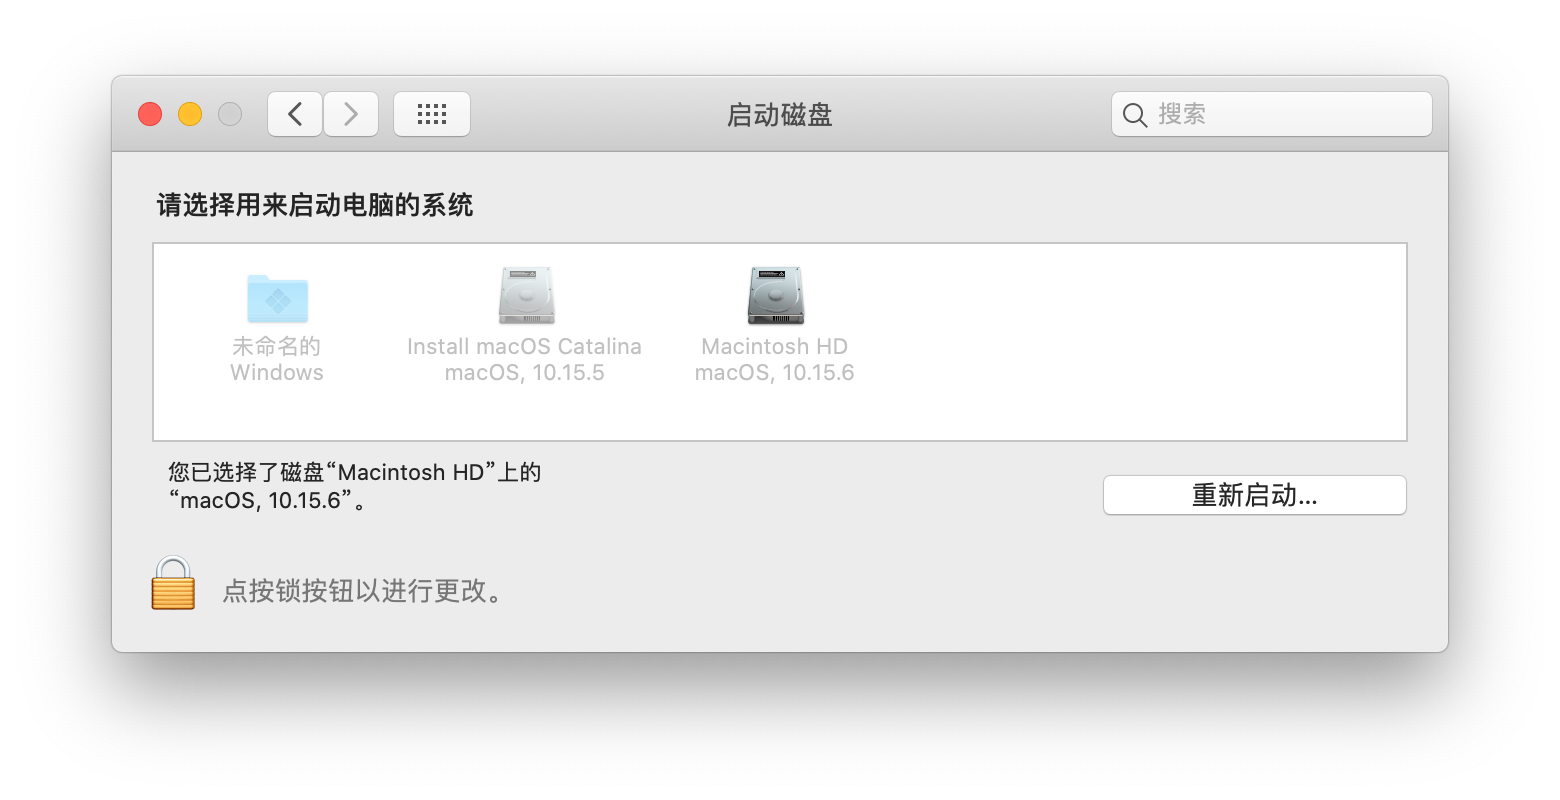 启动磁盘
搜索
请选择用来启动电脑的系统
未命名的
Windows
Install macOS Catalina
macOS, 10.15.5
Macintosh HD
macOS, 10.15.6
您已选择了磁盘“Macintosh HD”上的
“macOS, 10.15.6”。
重新启动...
点按锁按钮以进行更改。